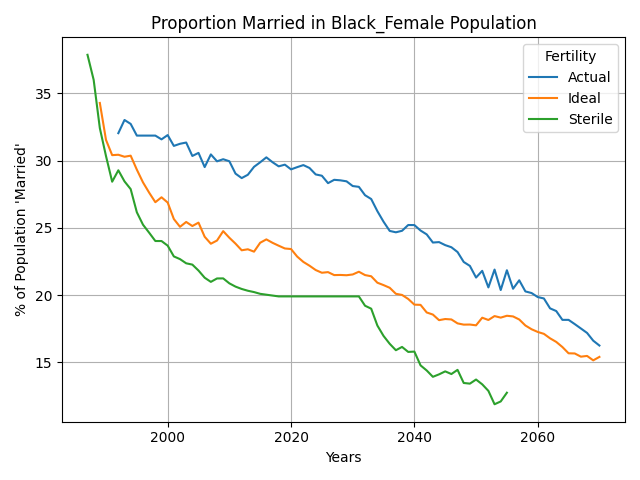 Proportion Married in Black_Female Population
% of Population 'Married'
35
30
25
20
15
2000
2020
2040
2060
Years
Fertility
Actual
Ideal
Sterile